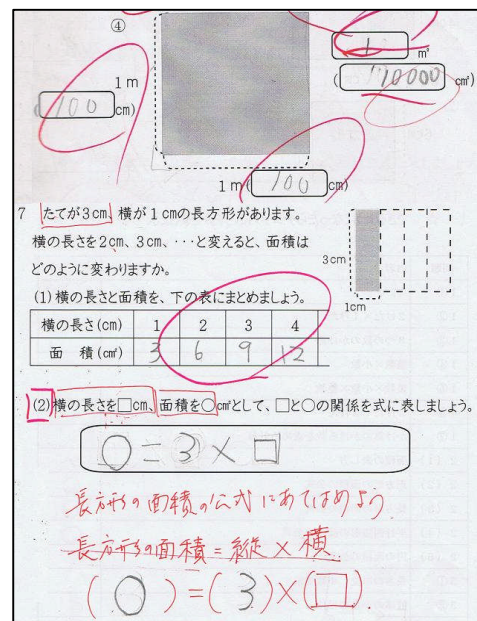 ④
1 ㎡
10000 ㎠
1m
(100 cm)
1m(100 cm)
7 たてが3cm、横が1cmの長方形があります。
横の長さを2cm、3cm、・・・と変えると、面積は
どのように変わりますか。
3cm
1cm
(1) 横の長さと面積を、下の表にまとめましょう。
横の長さ(cm) 1 2 3 4
面 積(㎠) 3 6 9 12
(2) 横の長さを□cm、面積を○㎠として、□と○の関係を式に表しましょう。
○=3×□
長方形の面積の公式にあてはめよう
長方形の面積=縦×横
(○)=(3)×(□).